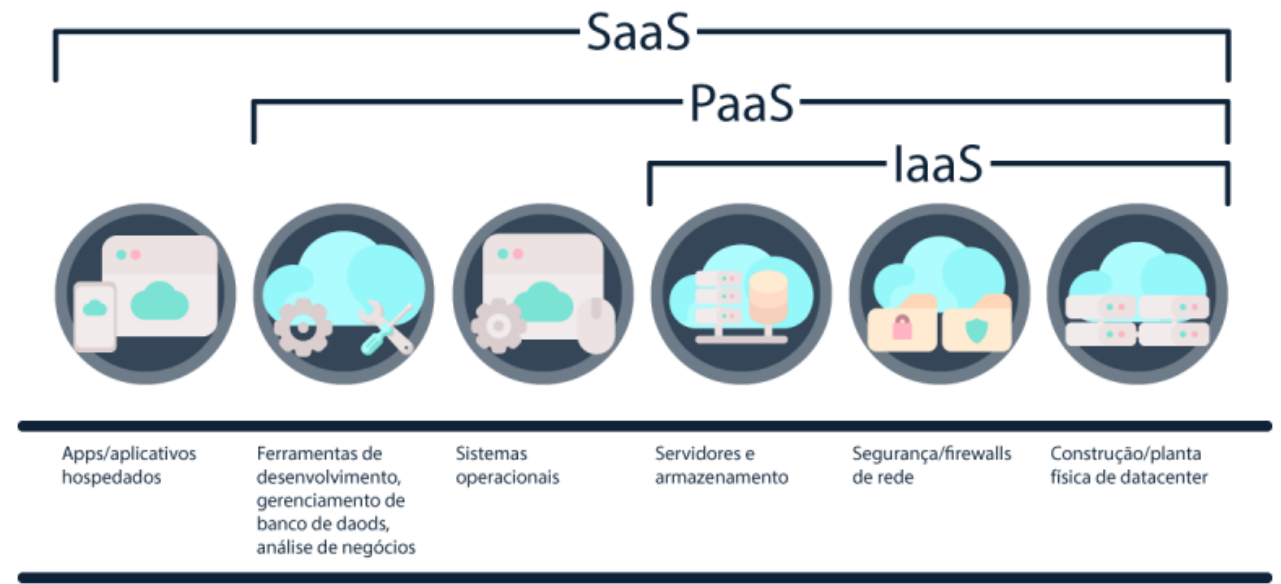 SaaS
PaaS
IaaS
Apps/aplicativos
hospedados
Ferramentas de
desenvolvimento,
gerenciamento de
banco de daods,
análise de negócios
Sistemas
operacionais
Servidores e
armazenamento
Segurança/firewalls
de rede
Construção/planta
física de datacenter